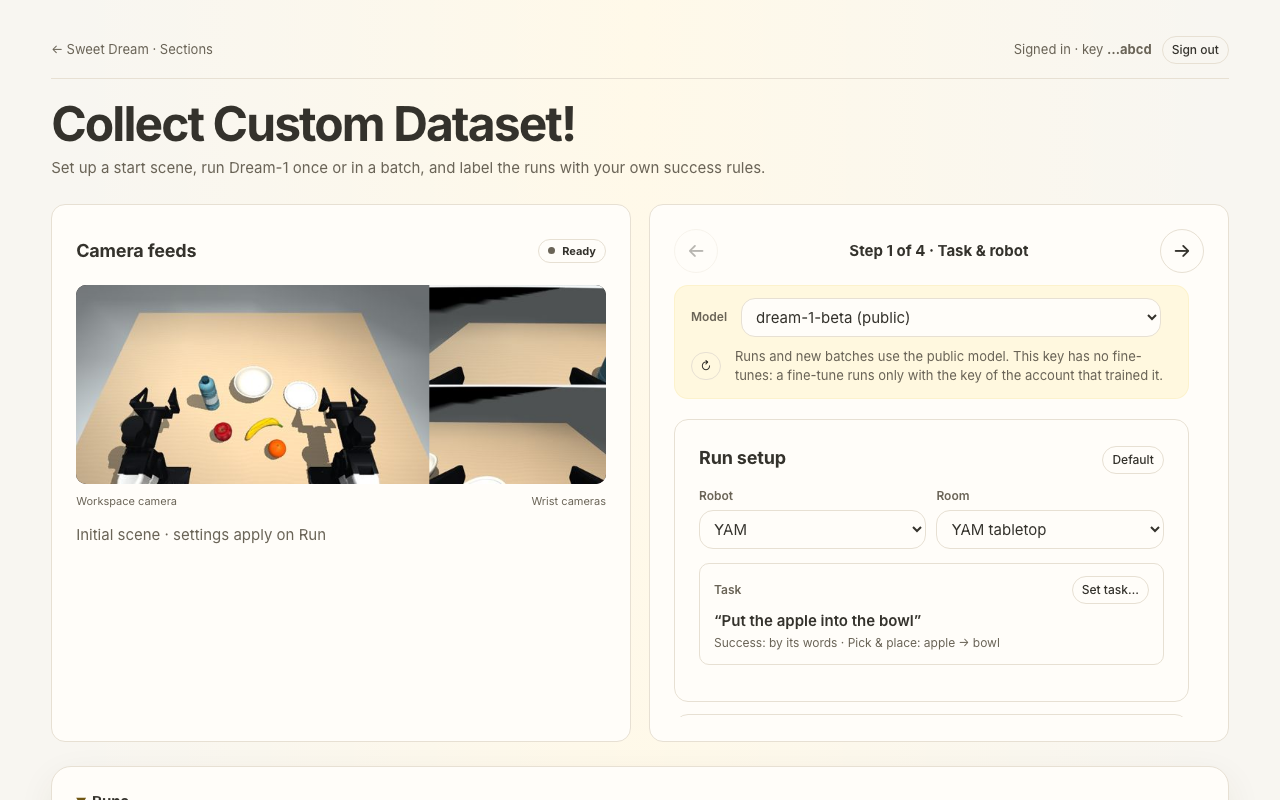 ← Sweet Dream · Sections
Signed in · key …abcd
Sign out
Collect Custom Dataset!
Set up a start scene, run Dream-1 once or in a batch, and label the runs with your own success rules.
Camera feeds
Ready
Workspace camera
Wrist cameras
Initial scene · settings apply on Run
←
Step 1 of 4 · Task & robot
→
Model
dream-1-beta (public)
↻
Runs and new batches use the public model. This key has no fine-
tunes: a fine-tune runs only with the key of the account that trained it.
Run setup
Default
Robot
Room
YAM
YAM tabletop
Task
Set task…
“Put the apple into the bowl”
Success: by its words · Pick & place: apple → bowl
Runs